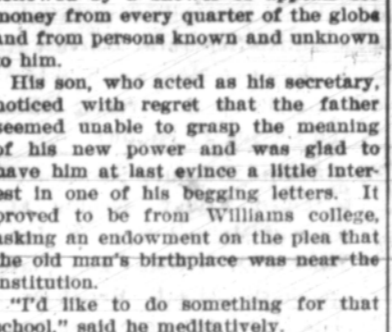 money from every quarter of the globe
and from persons known and unknown
to him.
His son, who acted as his secretary,
noticed with regret that the father
seemed unable to grasp the meaning
of his new power and was glad to
have him at last evince a little inter-
est in one of his begging letters. It
proved to be from Williams college,
asking an endowment on the plea that
the old man's birthplace was near the
institution.
"I'd like to do something for that
school," said he meditatively.